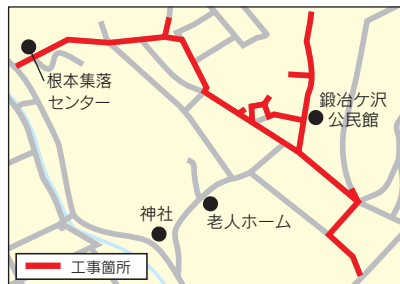 根本集落
センター
鍛冶ケ沢
公民館
神社
老人ホーム
工事箇所